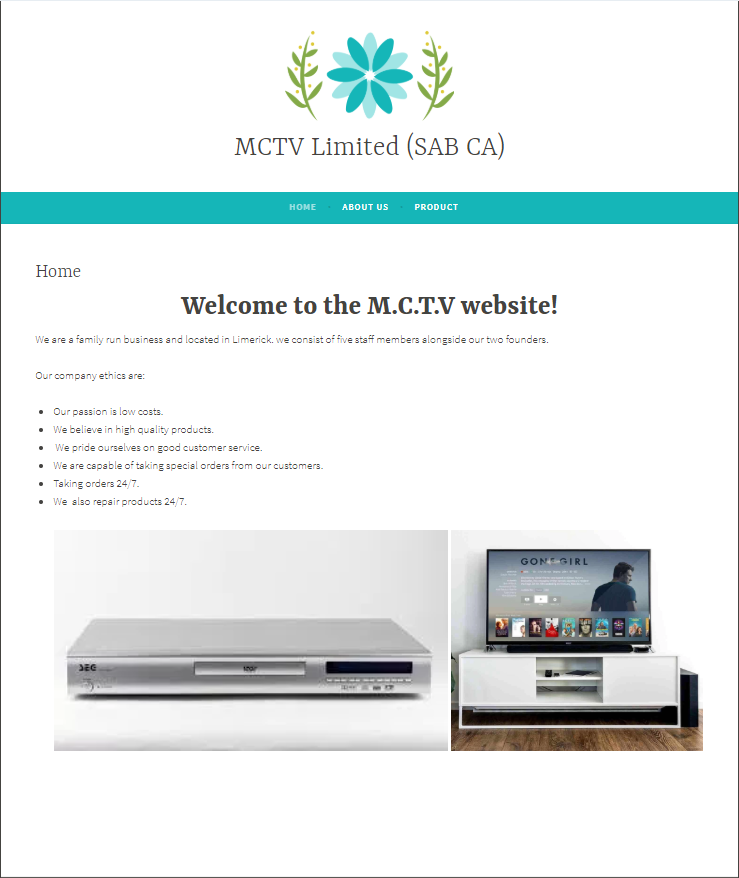 MCTV Limited (SAB CA)
HOME ABOUT US PRODUCT
Home
Welcome to the M.C.T.V website!
We are a family run business and located in Limerick. we consist of five staff members alongside our two founders.
Our company ethics are:
Our passion is low costs.
We believe in high quality products.
We pride ourselves on good customer service.
We are capable of taking special orders from our customers.
Taking orders 24/7.
We also repair products 24/7.
SEG
DVD
GONE GIRL